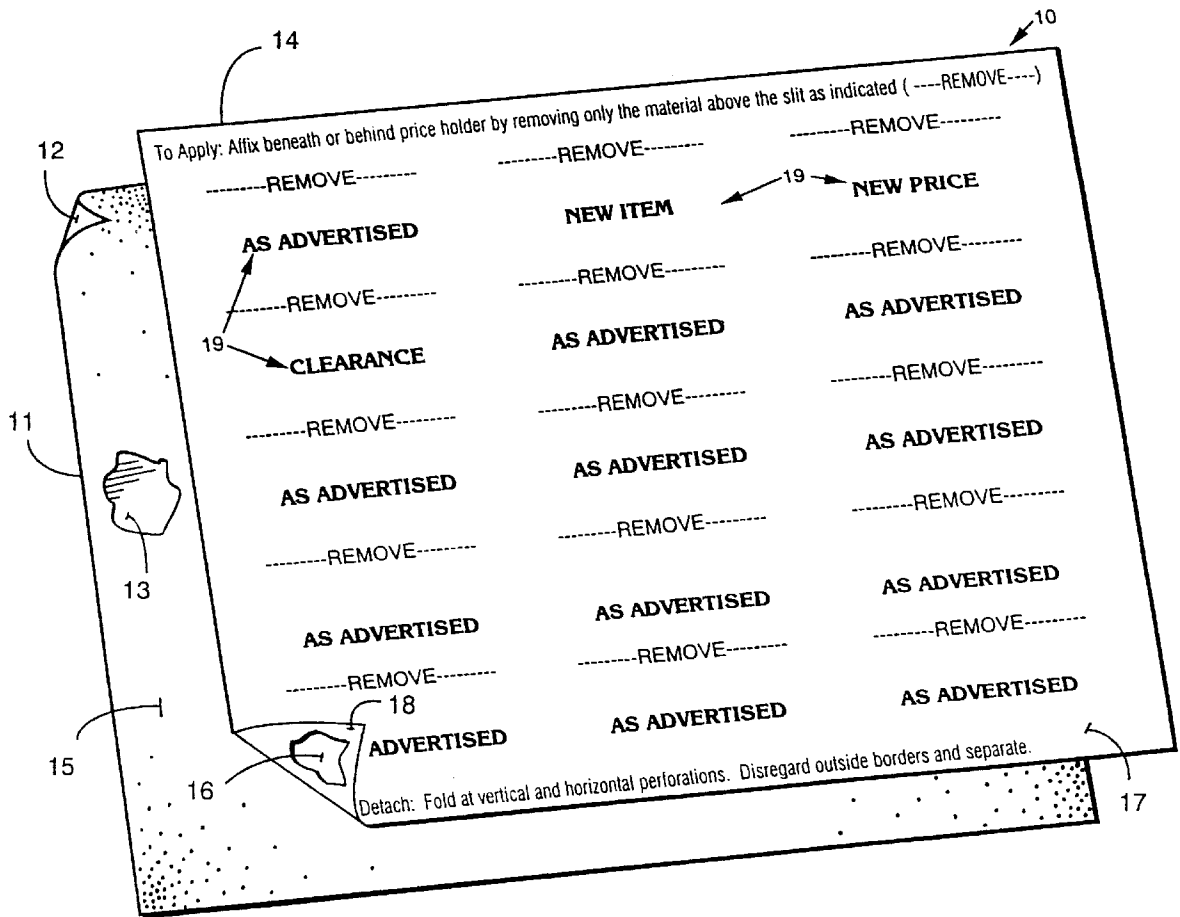 10
14
To Apply: Affix beneath or behind price holder by removing only the material above the slit as indicated ( ----REMOVE----)
12
---------REMOVE--------- ---------REMOVE--------- ---------REMOVE---------
AS ADVERTISED NEW ITEM 19 NEW PRICE
---------REMOVE--------- ---------REMOVE--------- ---------REMOVE---------
19 CLEARANCE AS ADVERTISED AS ADVERTISED
---------REMOVE--------- ---------REMOVE--------- ---------REMOVE---------
11
AS ADVERTISED AS ADVERTISED AS ADVERTISED
---------REMOVE--------- ---------REMOVE--------- ---------REMOVE---------
13
AS ADVERTISED AS ADVERTISED AS ADVERTISED
---------REMOVE--------- ---------REMOVE--------- ---------REMOVE---------
18
15
ADVERTISED AS ADVERTISED AS ADVERTISED
16
Detach: Fold at vertical and horizontal perforations. Disregard outside borders and separate.
17